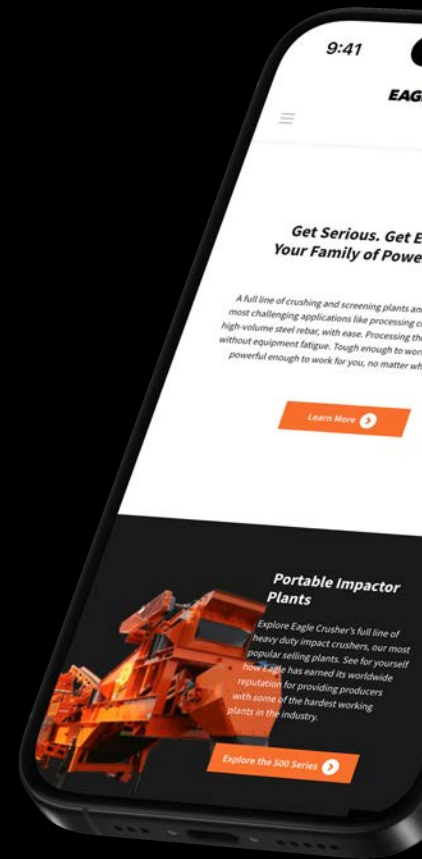 9:41
EAG
Get Serious. Get E
Your Family of Powe
A full line of crushing and screening plants and
most challenging applications like processing c
high-volume steel rebar, with ease. Processing th
without equipment fatigue. Tough enough to wor
powerful enough to work for you, no matter wh
Learn More
Portable Impactor
Plants
Explore Eagle Crusher's full line of
heavy duty impact crushers, our most
popular selling plants. See for yourself
how Eagle has earned its worldwide
reputation for providing producers
with some of the hardest working
plants in the industry.
Explore the 500 Series